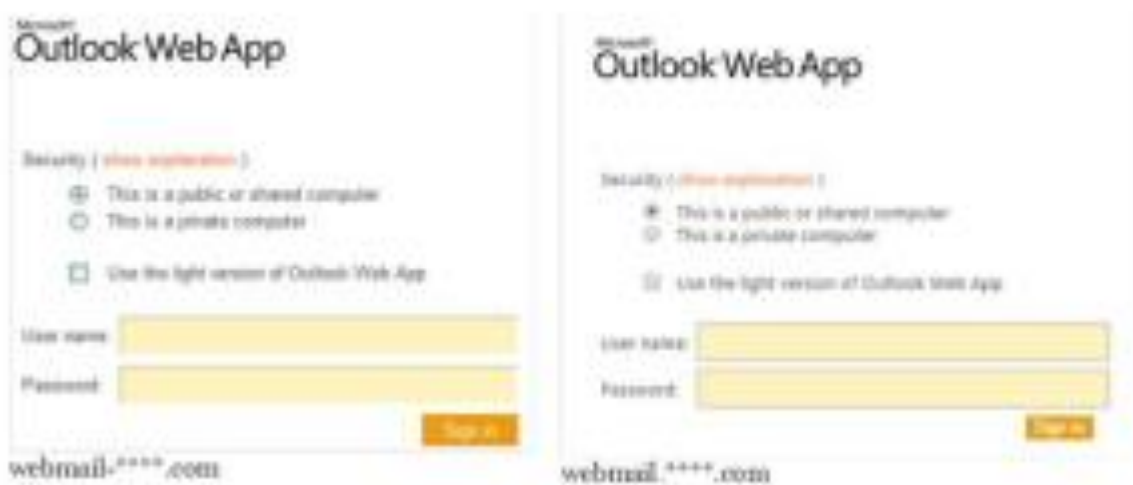 Microsoft
Outlook Web App
Security ( show explanation )
This is a public or shared computer
This is a private computer
Use the light version of Outlook Web App
User name:
Password:
Sign in
webmail-****.com
Microsoft
Outlook Web App
Security ( show explanation )
This is a public or shared computer
This is a private computer
Use the light version of Outlook Web App
User name:
Password:
Sign in
webmail.****.com